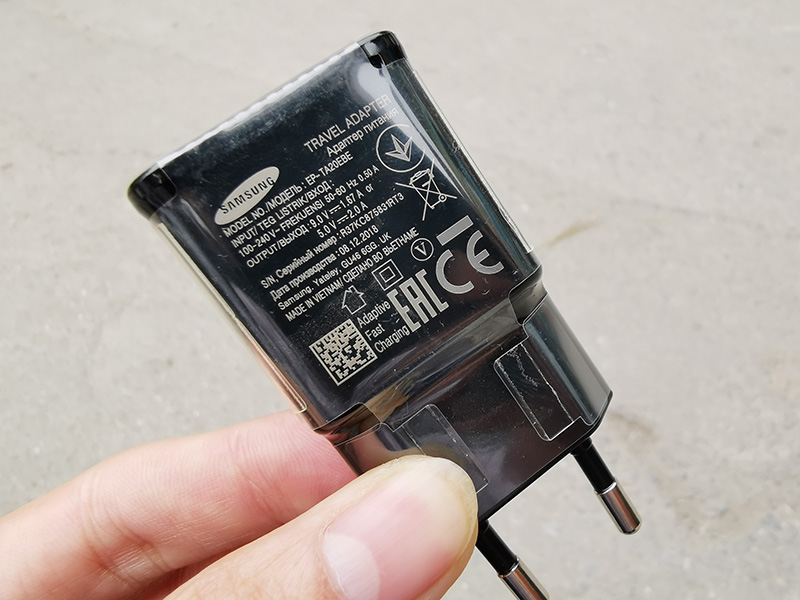 TRAVEL ADAPTER
Адаптер питания
SAMSUNG
MODEL NO./МОДЕЛЬ: EP-TA20EBE
INPUT/ TEG LISTRIK/ВХОД:
100-240V~ FREKUENSI 50-60 Hz 0.50 A
OUTPUT/ВЫХОД: 9.0 V⎓1.67 A or
5.0 V⎓2.0 A
S/N, Серийный номер: R37KC875831RT3
Дата производства: 08.12.2018
Samsung. Yateley, GU46 6GG. UK
MADE IN VIETNAM/СДЕЛАНО ВО ВЬЕТНАМЕ
V
Adaptive
Fast
Charging
EAC CE